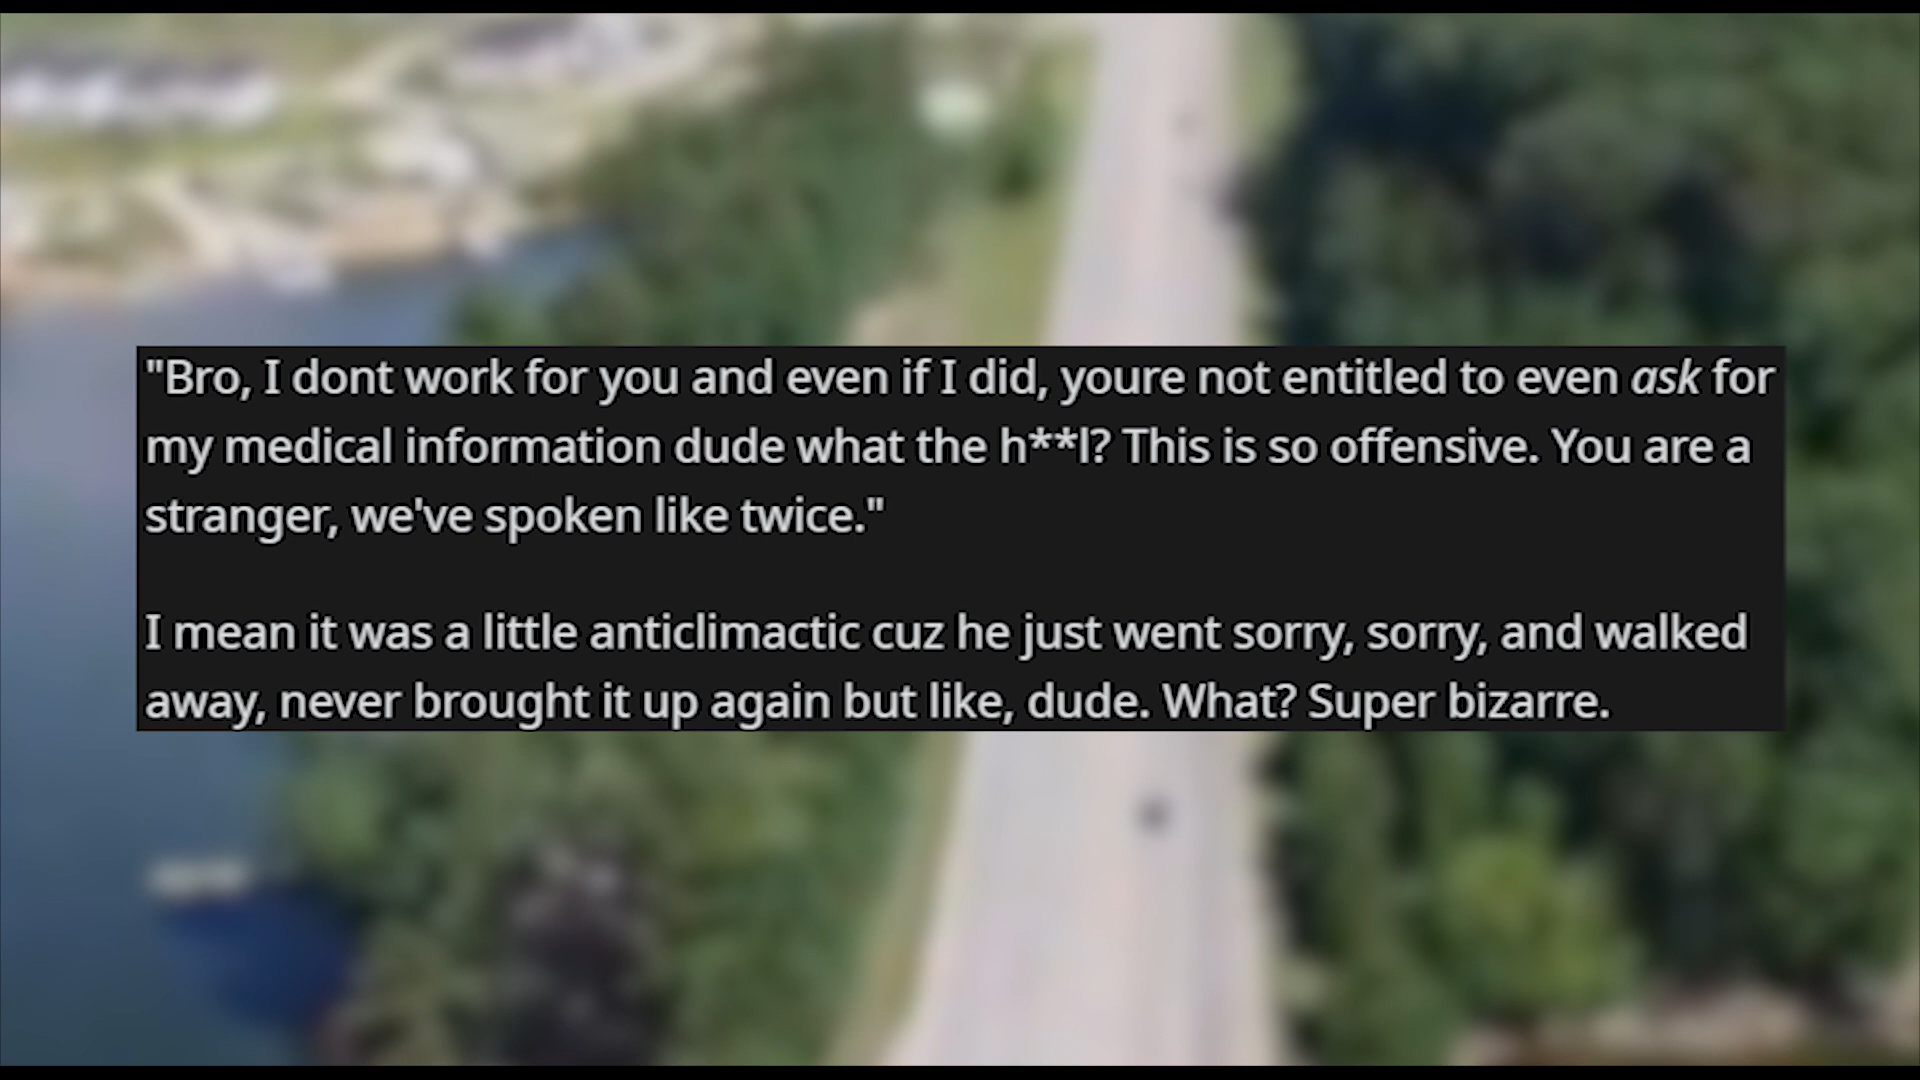 "Bro, I dont work for you and even if I did, youre not entitled to even ask for
my medical information dude what the h**l? This is so offensive. You are a
stranger, we've spoken like twice."
I mean it was a little anticlimactic cuz he just went sorry, sorry, and walked
away, never brought it up again but like, dude. What? Super bizarre.